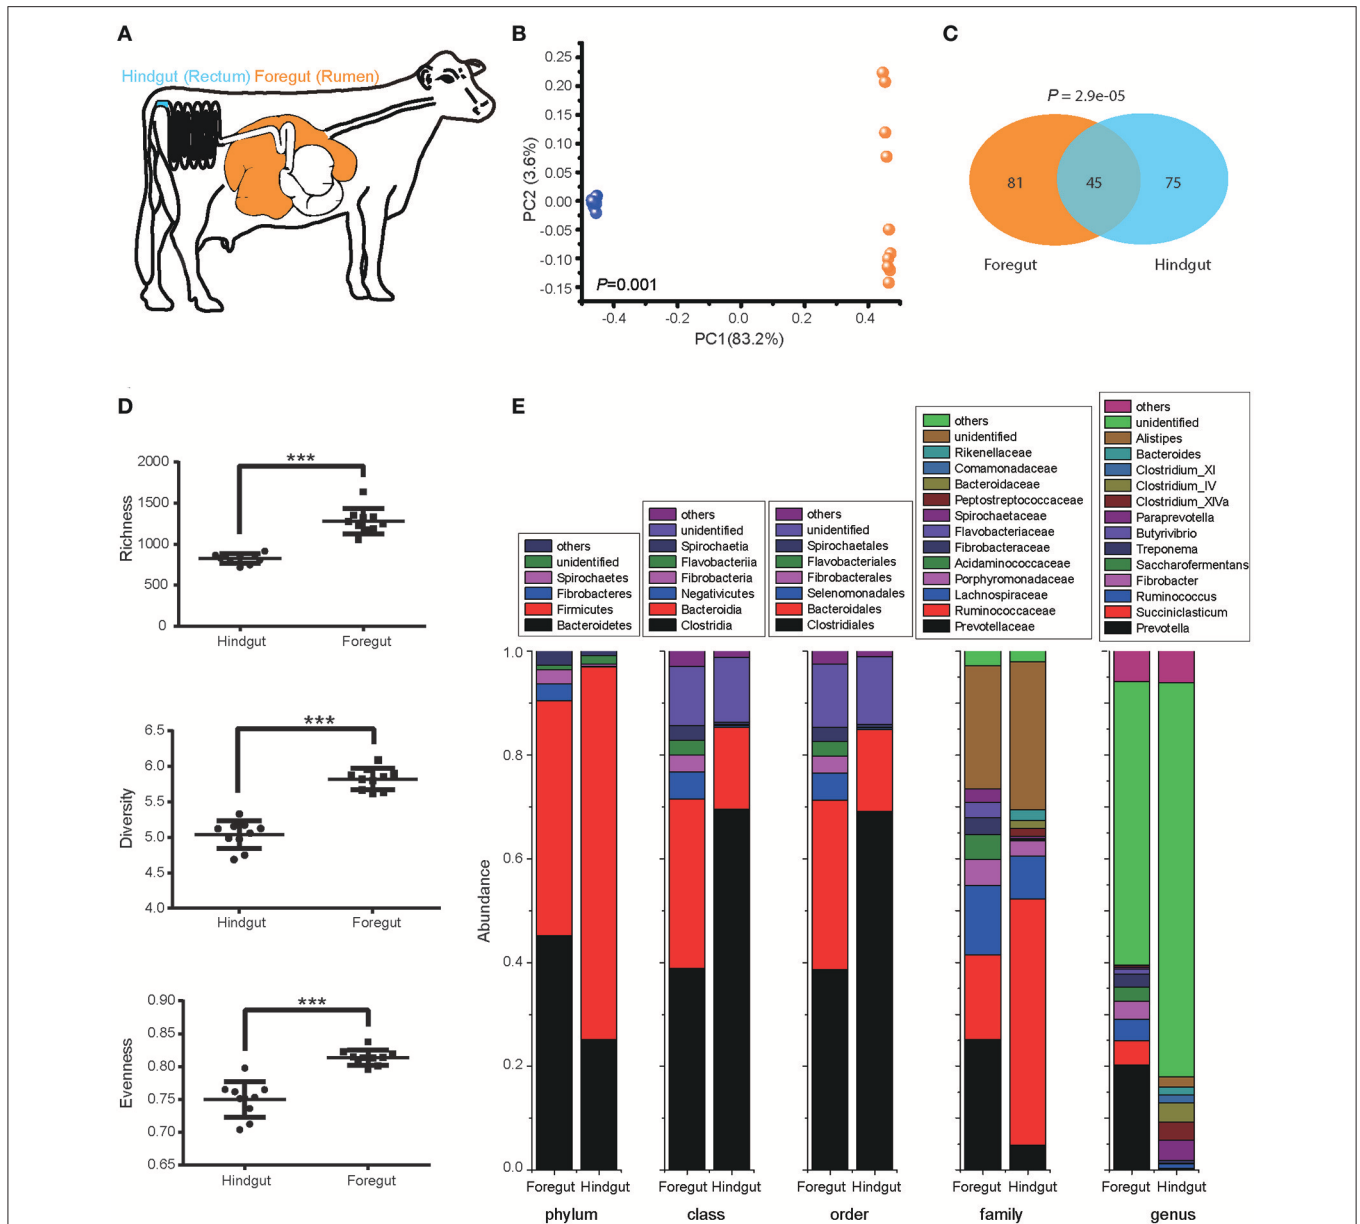 A
Hindgut (Rectum) Foregut (Rumen)
B
0.25
0.20
0.15
0.10
0.05
0.00
-0.05
-0.10
-0.15
PC2 (3.6%)
P=0.001
-0.4 -0.2 0.0 0.2 0.4
PC1(83.2%)
C
P = 2.9e-05
81 45 75
Foregut Hindgut
D
2000
1500
1000
500
0
Richness
***
Hindgut Foregut
6.5
6.0
5.5
5.0
4.5
4.0
Diversity
***
Hindgut Foregut
0.90
0.85
0.80
0.75
0.70
0.65
Evenness
***
Hindgut Foregut
E
others
unidentified
Spirochaetes
Fibrobacteres
Firmicutes
Bacteroidetes
others
unidentified
Spirochaetia
Flavobacteriia
Fibrobacteria
Negativicutes
Bacteroidia
Clostridia
others
unidentified
Spirochaetales
Flavobacteriales
Fibrobacterales
Selenomonadales
Bacteroidales
Clostridiales
others
unidentified
Rikenellaceae
Comamonadaceae
Bacteroidaceae
Peptostreptococcaceae
Spirochaetaceae
Flavobacteriaceae
Fibrobacteraceae
Acidaminococcaceae
Porphyromonadaceae
Lachnospiraceae
Ruminococcaceae
Prevotellaceae
others
unidentified
Alistipes
Bacteroides
Clostridium_XI
Clostridium_IV
Clostridium_XIVa
Paraprevotella
Butyrivibrio
Treponema
Saccharofermentans
Fibrobacter
Ruminococcus
Succiniclasticum
Prevotella
1.0
0.8
0.6
0.4
0.2
0.0
Abundance
Foregut Hindgut Foregut Hindgut Foregut Hindgut Foregut Hindgut Foregut Hindgut
phylum class order family genus